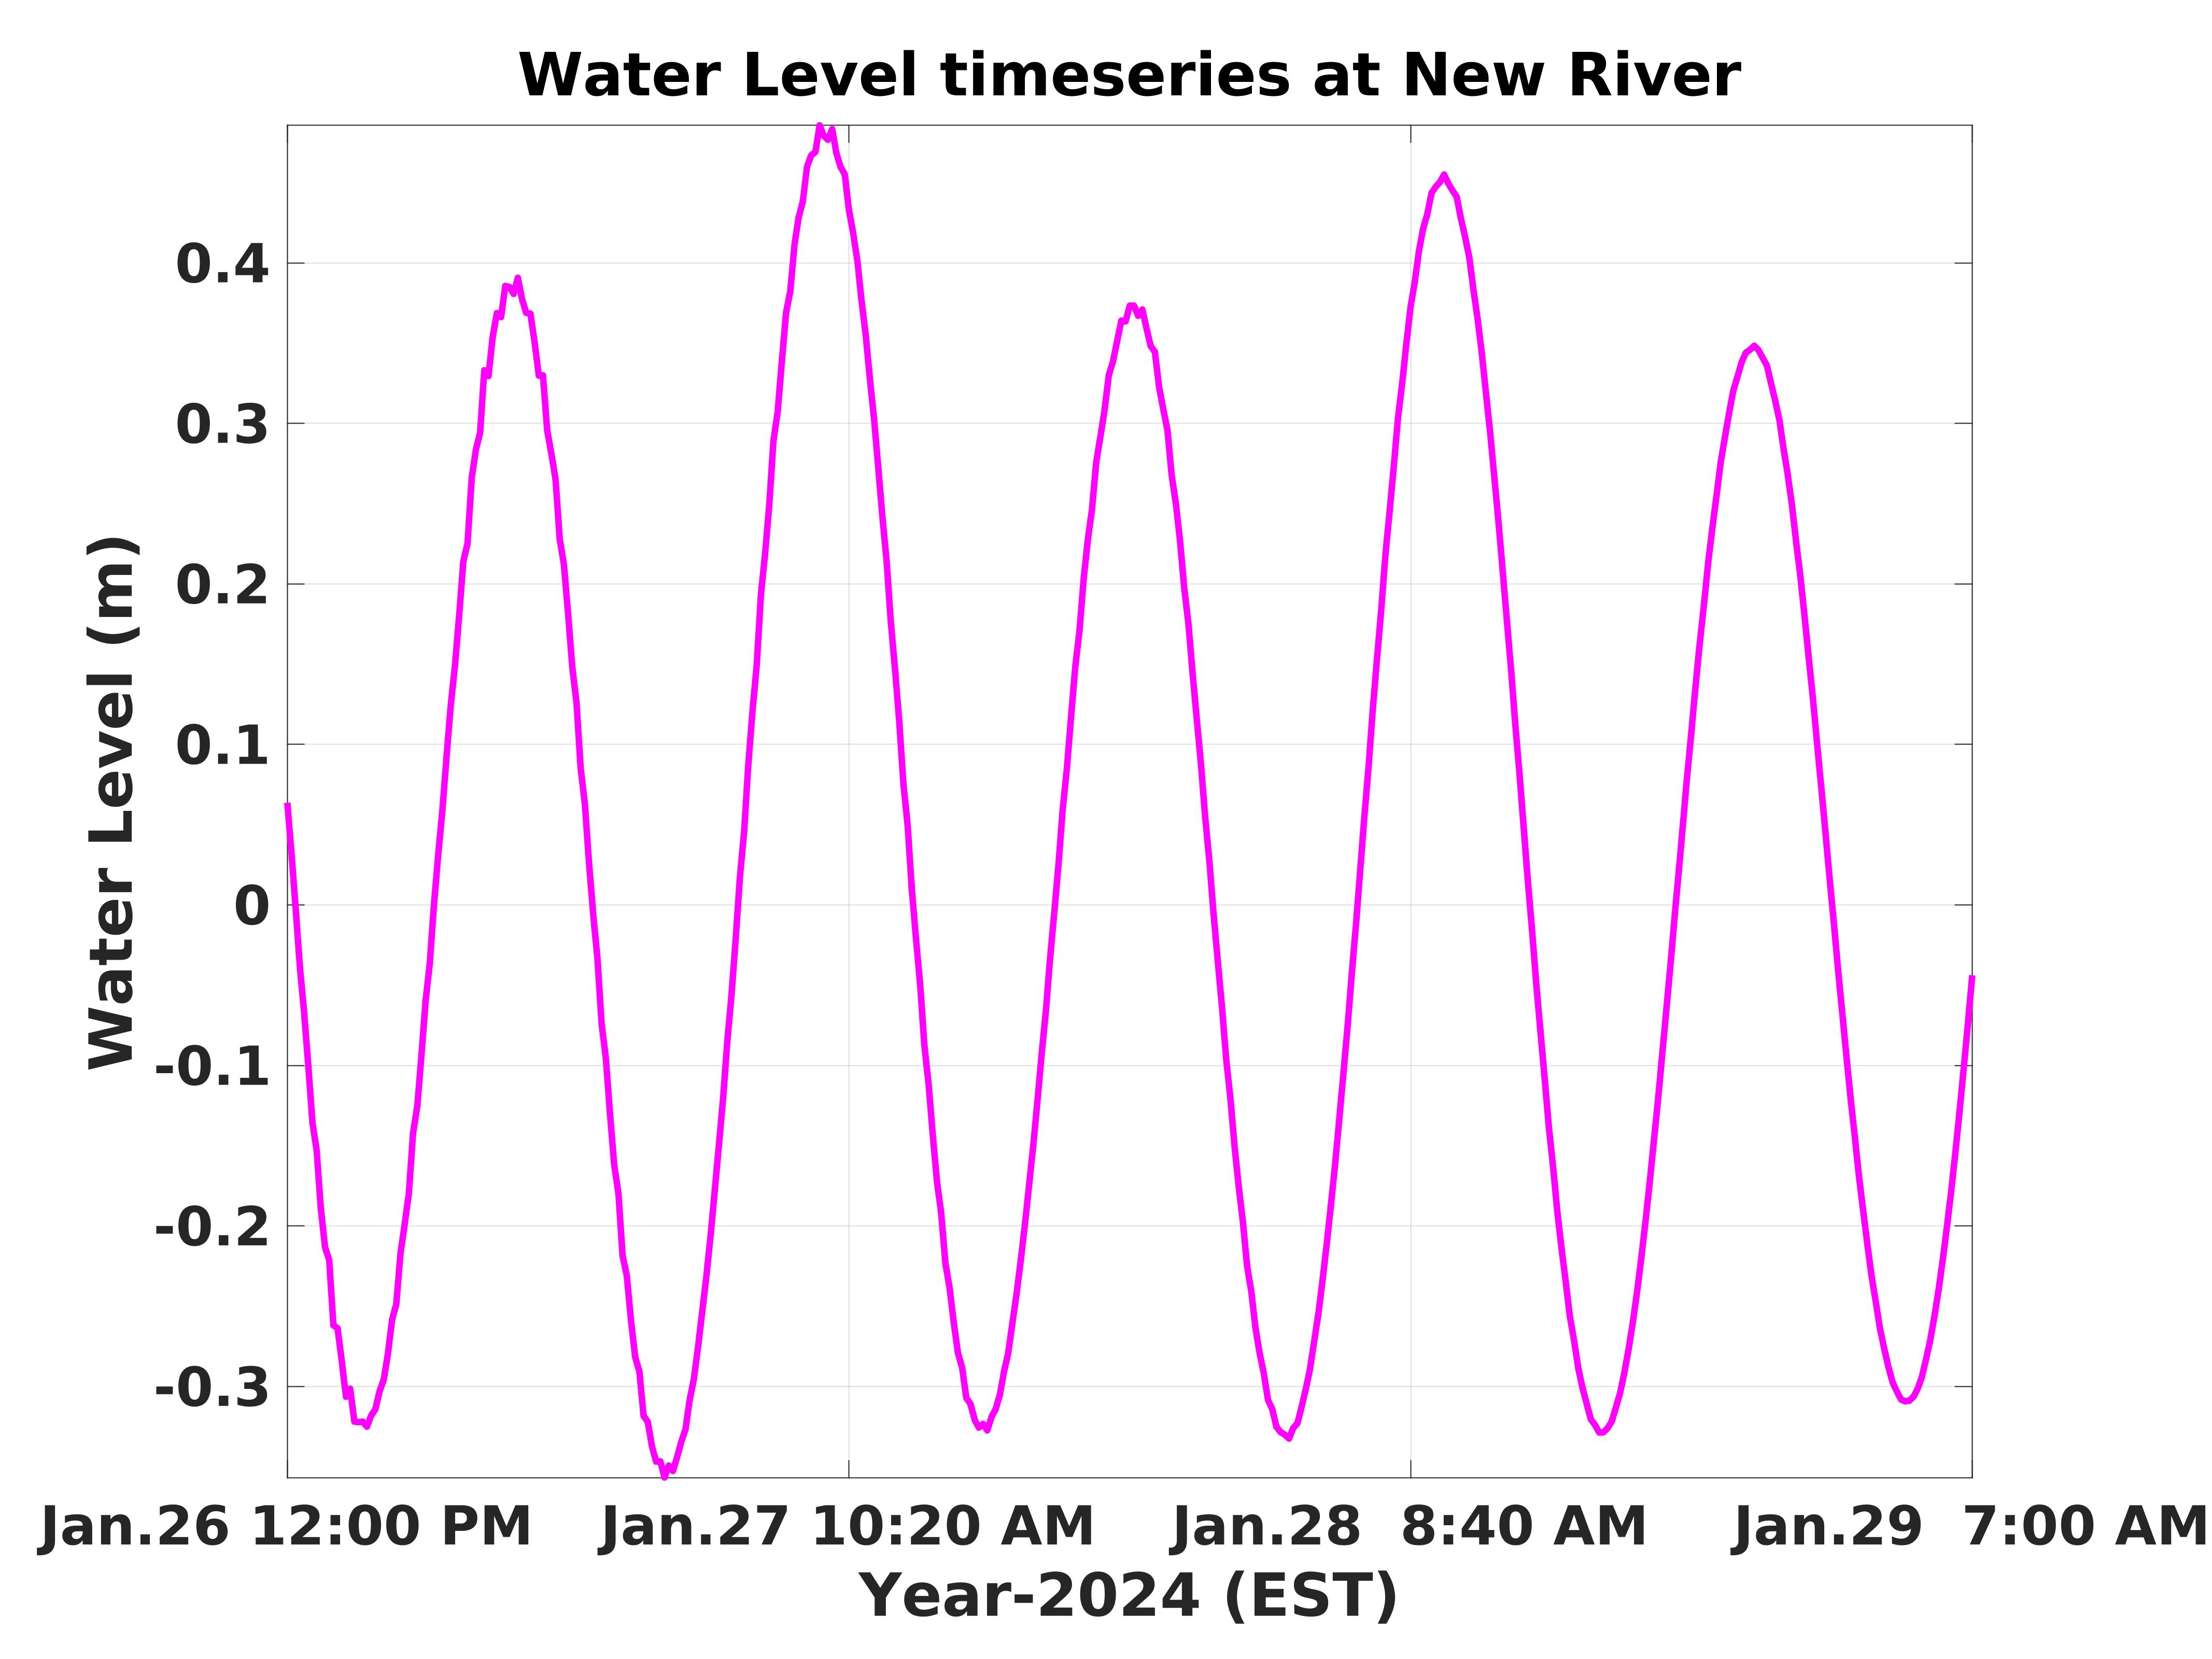 Water Level timeseries at New River
Water Level (m)
0.4
0.3
0.2
0.1
0
-0.1
-0.2
-0.3
Jan.26 12:00 PM Jan.27 10:20 AM Jan.28 8:40 AM Jan.29 7:00 AM
Year-2024 (EST)